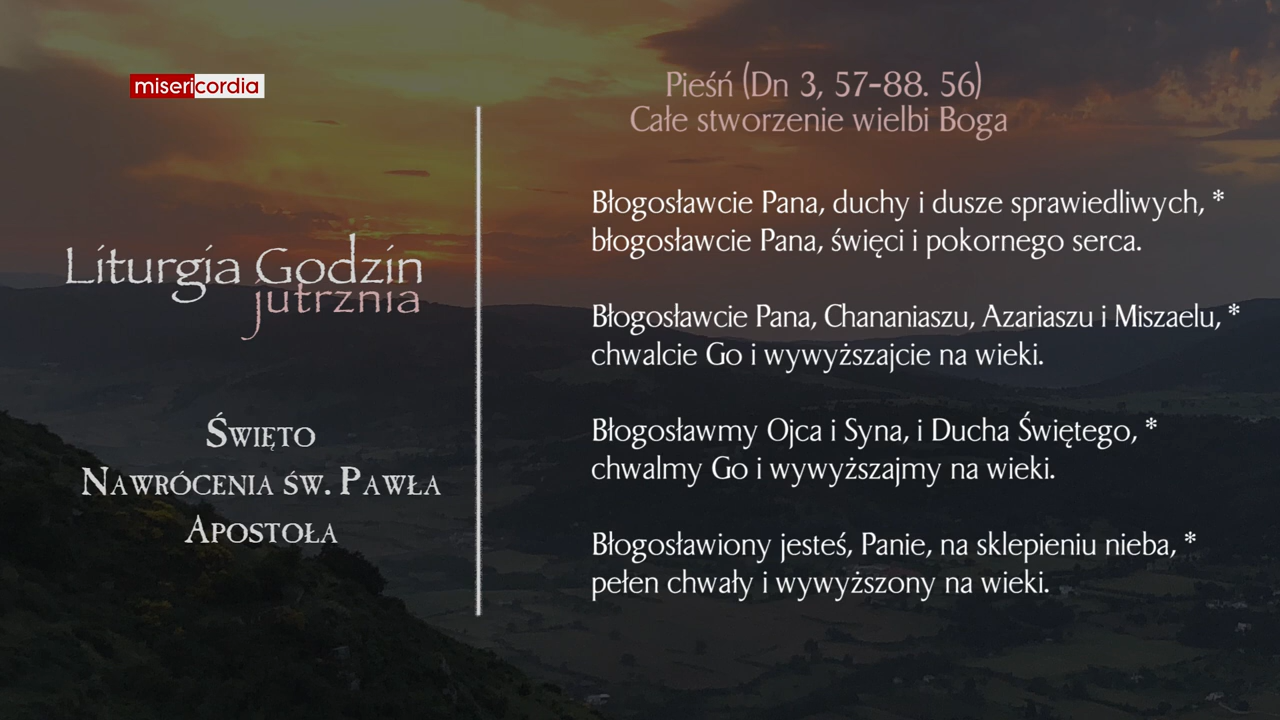 misericordia
Liturgia Godzin
jutrznia
Święto
Nawrócenia św. Pawła
Apostoła
Pieśń (Dn 3, 57-88. 56)
Całe stworzenie wielbi Boga
Błogosławcie Pana, duchy i dusze sprawiedliwych, *
błogosławcie Pana, święci i pokornego serca.
Błogosławcie Pana, Chananiaszu, Azariaszu i Miszaelu, *
chwalcie Go i wywyższajcie na wieki.
Błogosławmy Ojca i Syna, i Ducha Świętego, *
chwalmy Go i wywyższajmy na wieki.
Błogosławiony jesteś, Panie, na sklepieniu nieba, *
pełen chwały i wywyższony na wieki.